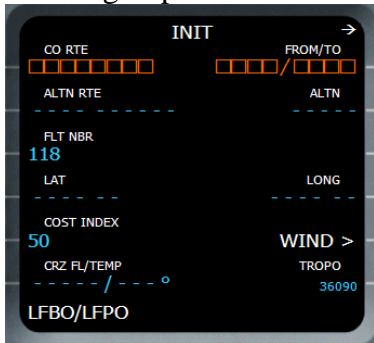 INIT →
CO RTE FROM/TO
□□□□□□□□ □□□□/□□□□
ALTN RTE ALTN
---- ------ -----
FLT NBR
118
LAT LONG
---- -- ---- --
COST INDEX
50 WIND >
CRZ FL/TEMP TROPO
-----/---° 36090
LFBO/LFPO